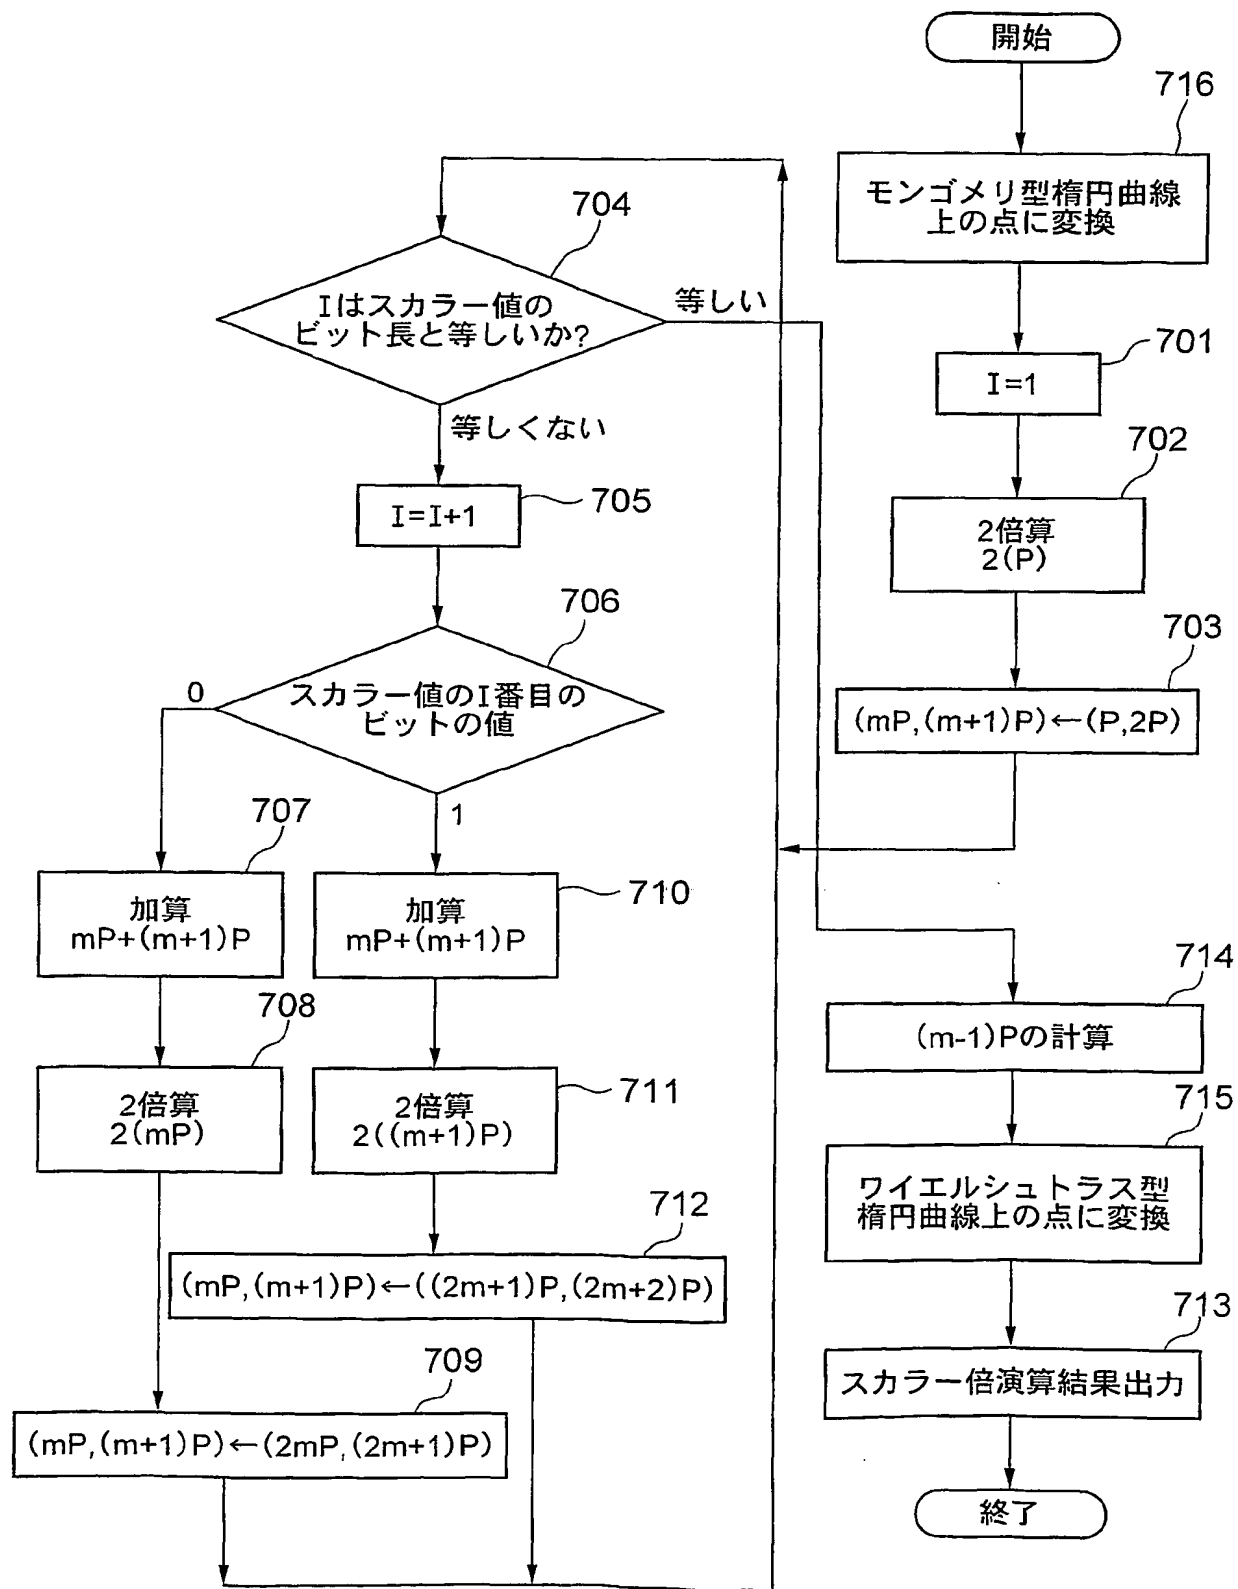 開始
716
モンゴメリ型楕円曲線
上の点に変換
701
I=1
702
2倍算
2(P)
703
(mP,(m+1)P)←(P,2P)
704
Iはスカラー値の
ビット長と等しいか?
等しい
等しくない
705
I=I+1
706
スカラー値のI番目の
ビットの値
0
1
707
加算
mP+(m+1)P
710
加算
mP+(m+1)P
708
2倍算
2(mP)
711
2倍算
2((m+1)P)
712
(mP,(m+1)P)←((2m+1)P,(2m+2)P)
709
(mP,(m+1)P)←(2mP,(2m+1)P)
714
(m-1)Pの計算
715
ワイエルシュトラス型
楕円曲線上の点に変換
713
スカラー倍演算結果出力
終了